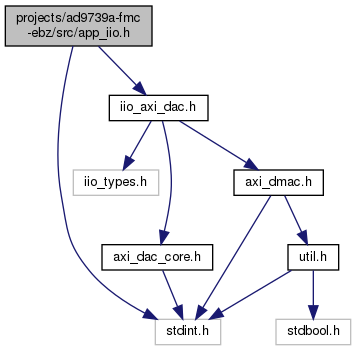 projects/ad9739a-fmc
-ebz/src/app_iio.h
iio_axi_dac.h
iio_types.h
axi_dmac.h
axi_dac_core.h
util.h
stdint.h
stdbool.h